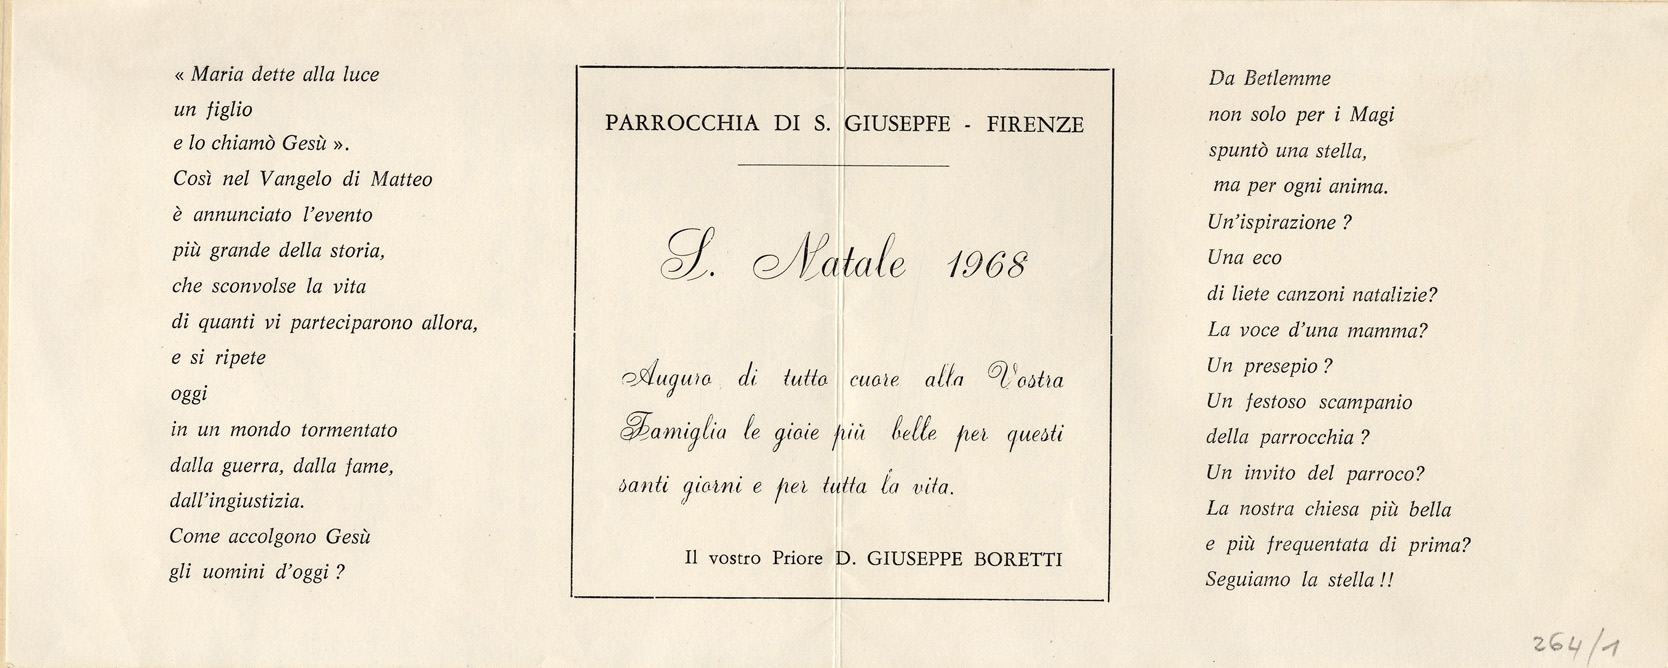 « Maria dette alla luce
un figlio
e lo chiamò Gesù ».
Così nel Vangelo di Matteo
è annunciato l'evento
più grande della storia,
che sconvolse la vita
di quanti vi parteciparono allora,
e si ripete
oggi
in un mondo tormentato
dalla guerra, dalla fame,
dall'ingiustizia.
Come accolgono Gesù
gli uomini d'oggi ?
PARROCCHIA DI S. GIUSEPFE - FIRENZE
S. Natale 1968
Auguro di tutto cuore alla Vostra
Famiglia le gioie più belle per questi
santi giorni e per tutta la vita.
Il vostro Priore D. GIUSEPPE BORETTI
Da Betlemme
non solo per i Magi
spuntò una stella,
ma per ogni anima.
Un'ispirazione ?
Una eco
di liete canzoni natalizie?
La voce d'una mamma?
Un presepio ?
Un festoso scampanio
della parrocchia ?
Un invito del parroco?
La nostra chiesa più bella
e più frequentata di prima?
Seguiamo la stella !!
264/1